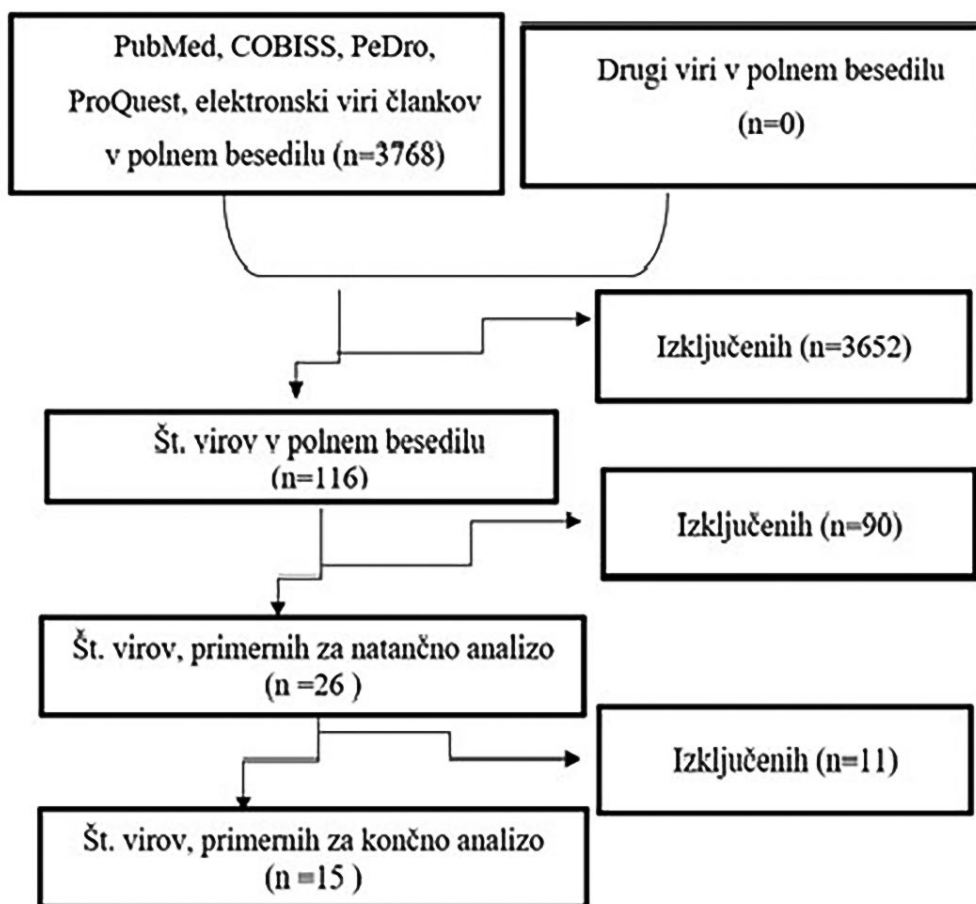 PubMed, COBISS, PeDro,
ProQuest, elektronski viri člankov
v polnem besedilu (n=3768)
Drugi viri v polnem besedilu
(n=0)
Izključenih (n=3652)
Št. virov v polnem besedilu
(n=116)
Izključenih (n=90)
Št. virov, primernih za natančno analizo
(n =26 )
Izključenih (n=11)
Št. virov, primernih za končno analizo
(n =15 )